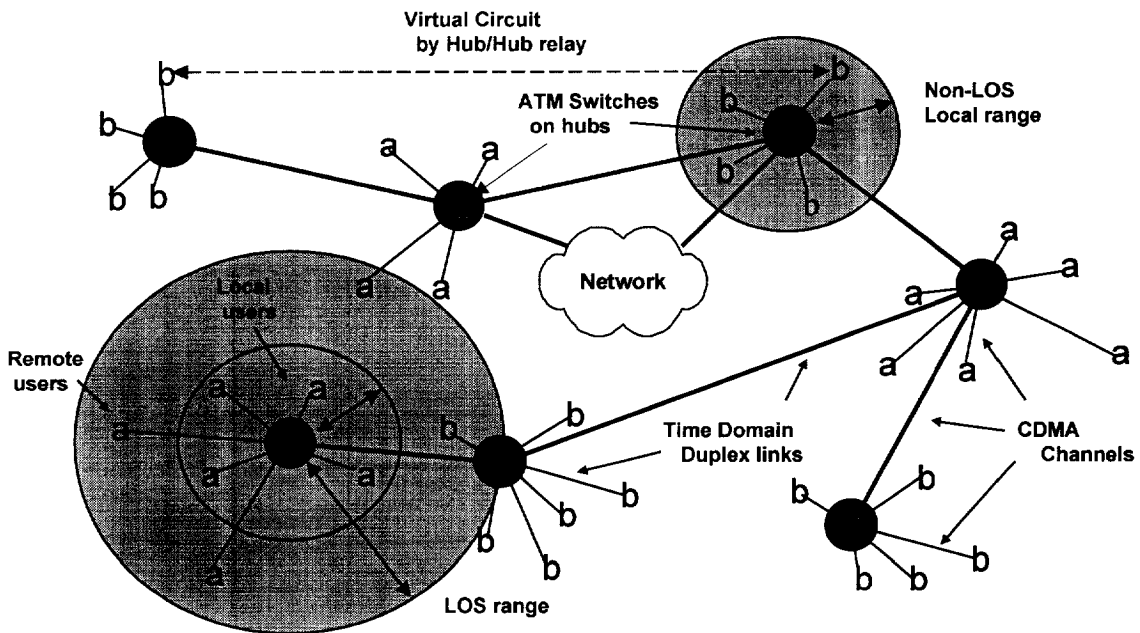 Virtual Circuit
by Hub/Hub relay
b
b
ATM Switches
on hubs
Non-LOS
Local range
b
b
b
b
b
b
b
a
a
a
a
Network
Local
users
Remote
users
a
a
a
a
a
a
a
a
a
a
a
a
b
b
b
b
b
b
LOS range
Time Domain
Duplex links
CDMA
Channels
b
b
b
b
b